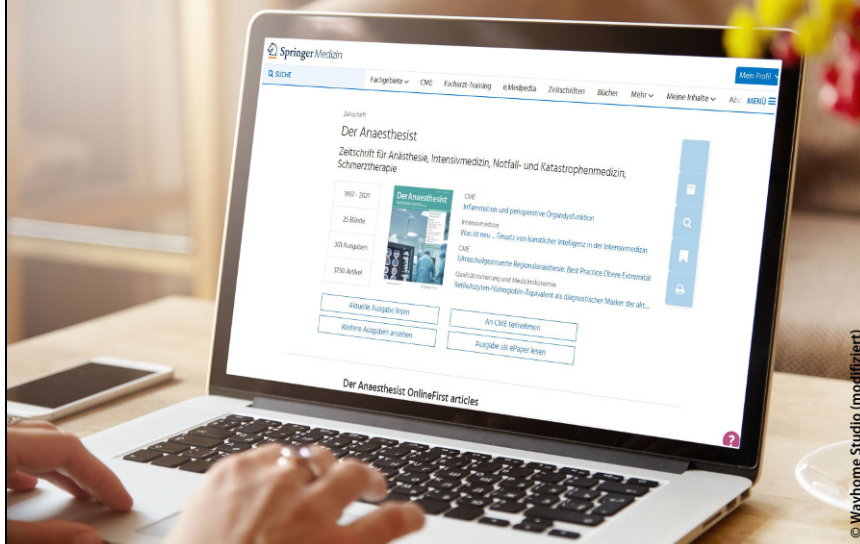 Springer Medizin
Mein Profil
SUCHE
Fachgebiete CME Facharzt-Training e.Medpedia Zeitschriften Bücher Mehr Meine Inhalte Abo MENÜ
Zeitschrift
Der Anaesthesist
Zeitschrift für Anästhesie, Intensivmedizin, Notfall- und Katastrophenmedizin,
Schmerztherapie
1997 - 2021
25 Bände
301 Ausgaben
3750 Artikel
Der Anaesthesist
CME
Inflammation und perioperative Organdysfunktion
Intensivmedizin
Was ist neu ... Einsatz von künstlicher Intelligenz in der Intensivmedizin
CME
Ultraschallgesteuerte Regionalanästhesie: Best Practice Obere Extremität
Qualitätssicherung und Medizinökonomie
Retikulozyten-Hämoglobin-Äquivalent als diagnostischer Marker der akt...
Aktuelle Ausgabe lesen
An CME teilnehmen
Weitere Ausgaben ansehen
Ausgabe als ePaper lesen
Der Anaesthesist OnlineFirst articles
?
© Wayhome Studio (modifiziert)